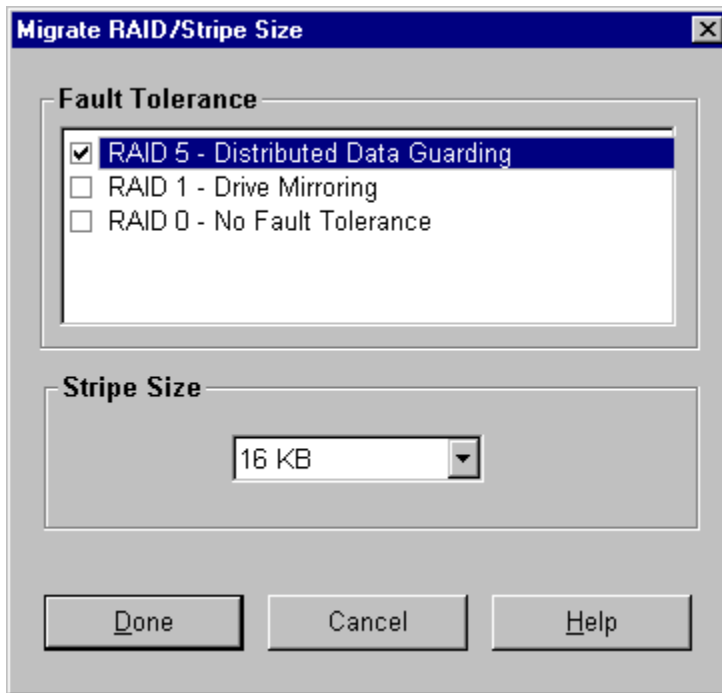 Migrate RAID/Stripe Size
Fault Tolerance
RAID 5 - Distributed Data Guarding
RAID 1 - Drive Mirroring
RAID 0 - No Fault Tolerance
Stripe Size
16 KB
Done
Cancel
Help